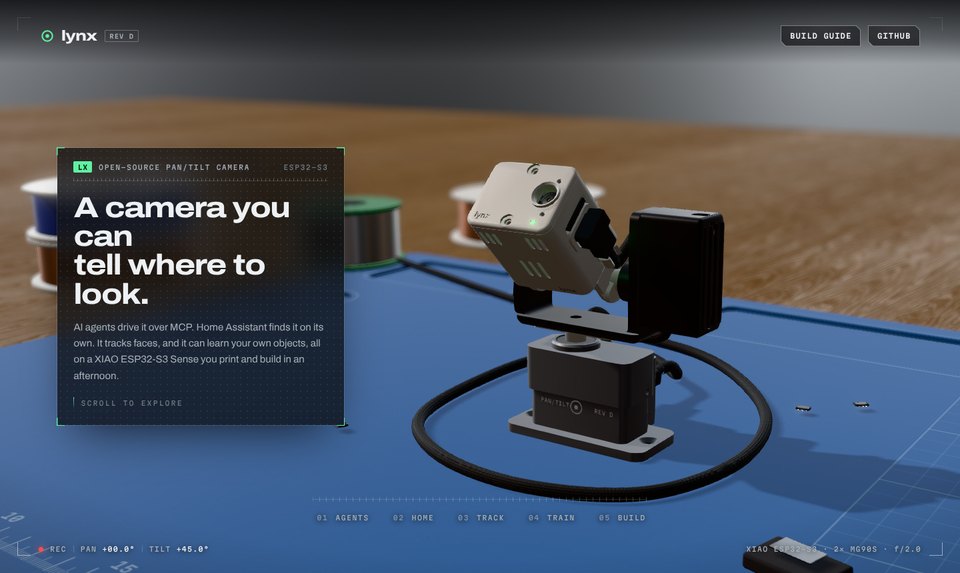 lynx REV D
BUILD GUIDE GITHUB
LX OPEN-SOURCE PAN/TILT CAMERA ESP32-S3
A camera you
can
tell where to
look.
AI agents drive it over MCP. Home Assistant finds it on its
own. It tracks faces, and it can learn your own objects, all
on a XIAO ESP32-S3 Sense you print and build in an
afternoon.
SCROLL TO EXPLORE
lynx
PAN/TILT REV D
01 AGENTS 02 HOME 03 TRACK 04 TRAIN 05 BUILD
10
15
REC PAN +00.0° TILT +45.0°
XIAO ESP32-S3 · 2× MG90S · f/2.0